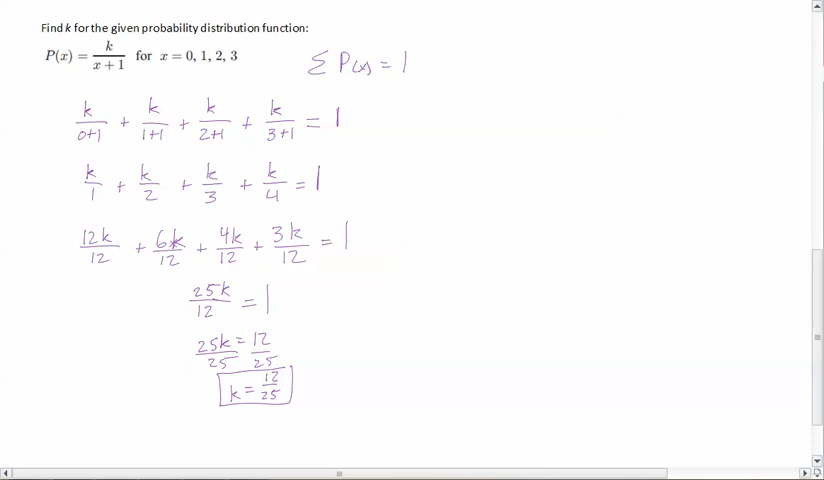 Find k for the given probability distribution function:
P(x) = k/(x + 1) for x = 0, 1, 2, 3
Σ P(x) = 1
k/(0+1) + k/(1+1) + k/(2+1) + k/(3+1) = 1
k/1 + k/2 + k/3 + k/4 = 1
12k/12 + 6k/12 + 4k/12 + 3k/12 = 1
25k/12 = 1
25k/25 = 12/25
k = 12/25